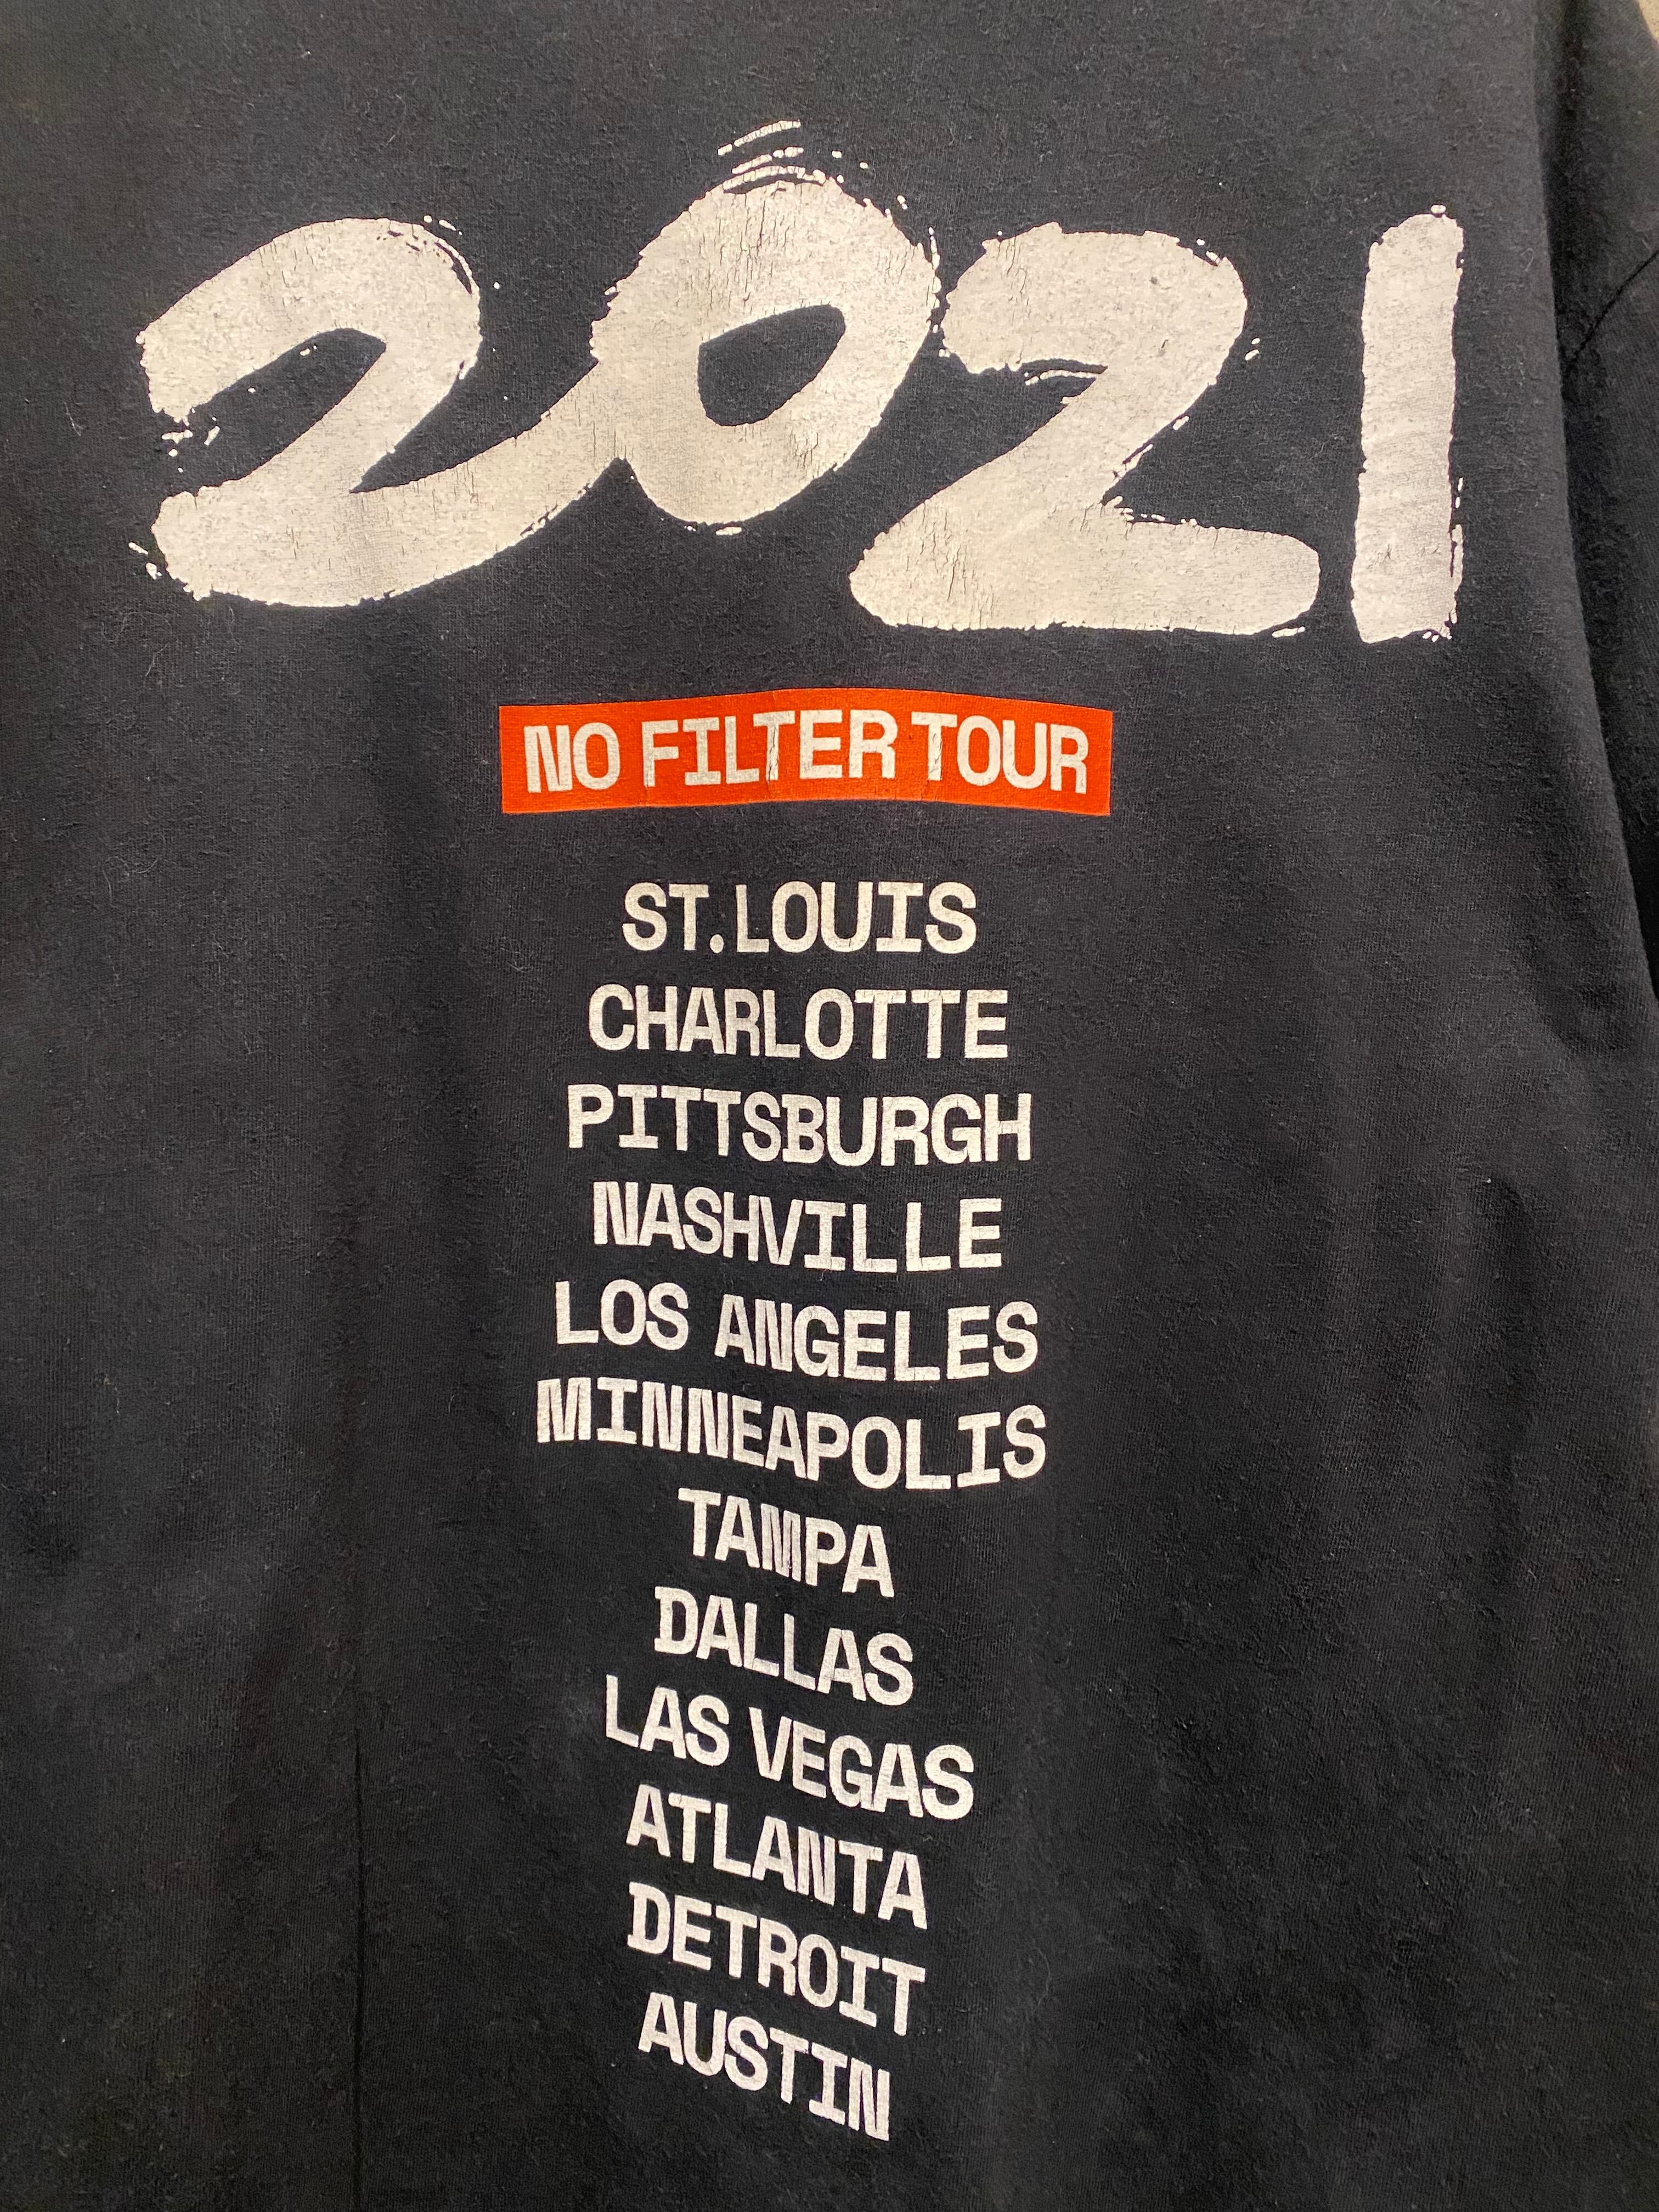 2021
NO FILTER TOUR
ST. LOUIS
CHARLOTTE
PITTSBURGH
NASHVILLE
LOS ANGELES
MINNEAPOLIS
TAMPA
DALLAS
LAS VEGAS
ATLANTA
DETROIT
AUSTIN